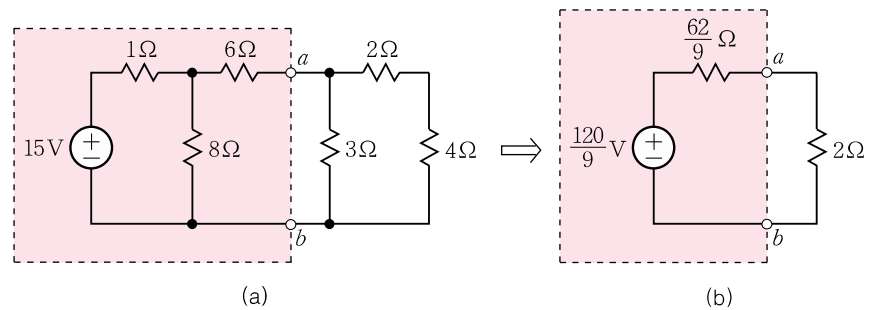 1Ω 6Ω a 2Ω
15V + − 8Ω 3Ω 4Ω
b
(a)
62/9 Ω a
120/9 V + − 2Ω
b
(b)